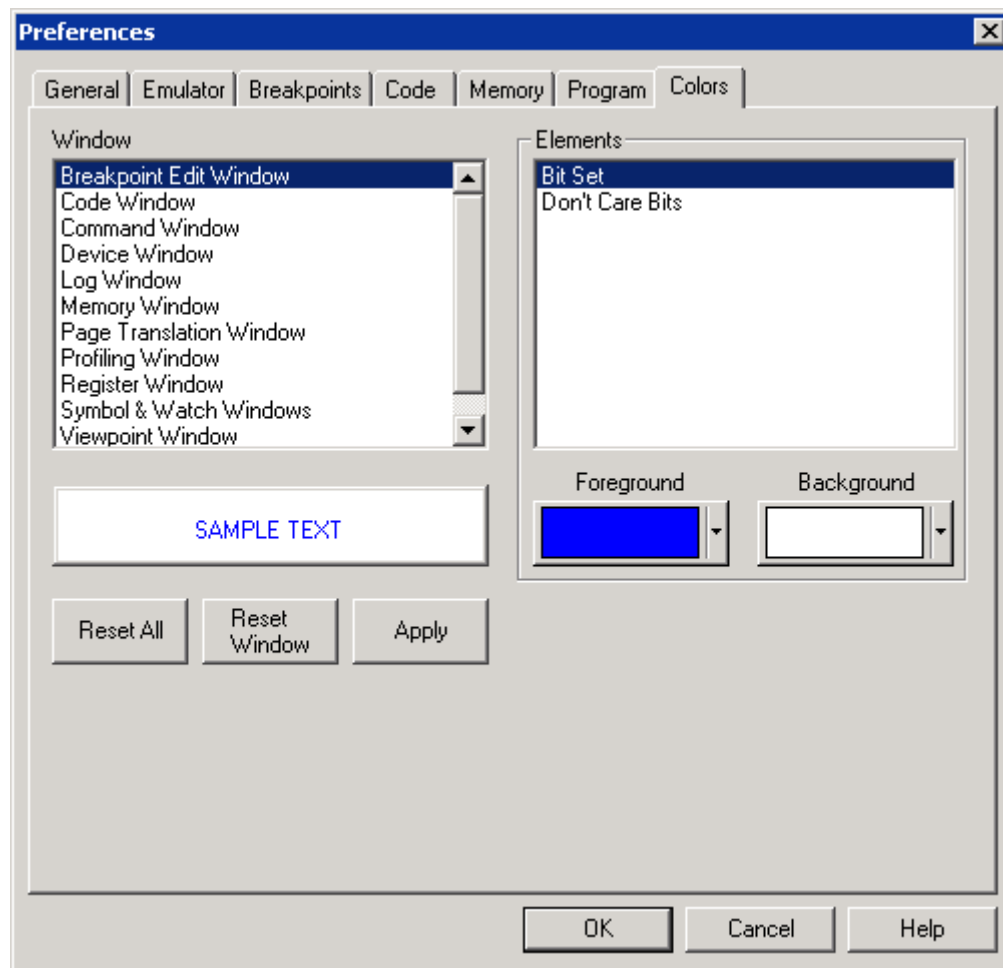 Preferences
General Emulator Breakpoints Code Memory Program Colors
Window
Breakpoint Edit Window
Code Window
Command Window
Device Window
Log Window
Memory Window
Page Translation Window
Profiling Window
Register Window
Symbol & Watch Windows
Viewpoint Window
Elements
Bit Set
Don't Care Bits
Foreground Background
SAMPLE TEXT
Reset All
Reset
Window
Apply
OK Cancel Help